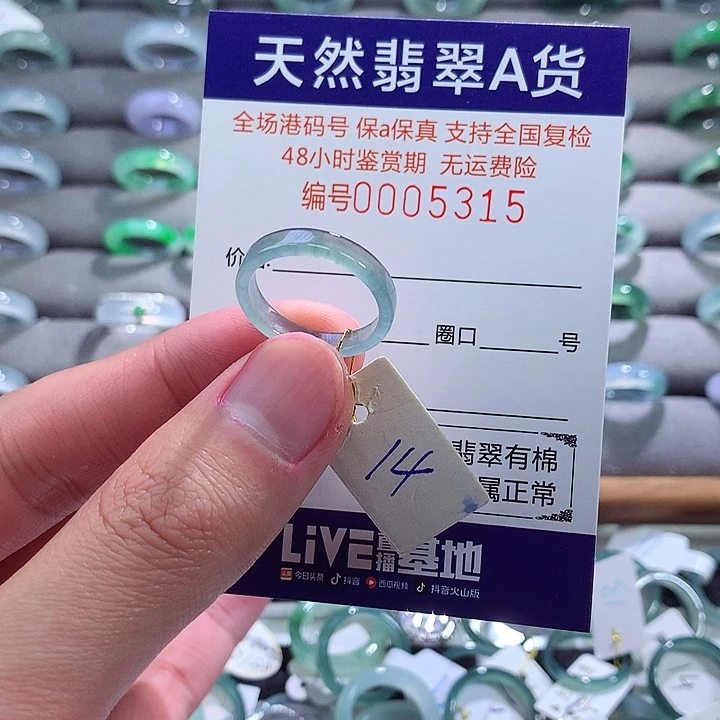 天然翡翠A货
全场港码号 保a保真 支持全国复检
48小时鉴赏期 无运费险
编号0005315
价
圈口 号
14
翡翠有棉
属正常
LiVE直播基地
今日头条 抖音 西瓜视频 抖音火山版